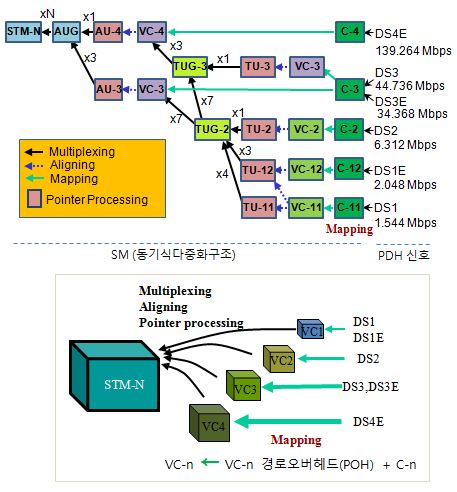 xN
x1
STM-N
AUG
AU-4
VC-4
C-4
DS4E
139.264 Mbps
x3
x1
x3
TUG-3
TU-3
VC-3
DS3
44.736 Mbps
AU-3
VC-3
C-3
DS3E
34.368 Mbps
x7
x7
x1
TUG-2
TU-2
VC-2
C-2
DS2
6.312 Mbps
x3
Multiplexing
Aligning
Mapping
Pointer Processing
x4
TU-12
VC-12
C-12
DS1E
2.048 Mbps
TU-11
VC-11
C-11
DS1
1.544 Mbps
Mapping
SM (동기식다중화구조)
PDH 신호
Multiplexing
Aligning
Pointer processing
STM-N
VC1
DS1
DS1E
VC2
DS2
VC3
DS3,DS3E
VC4
DS4E
Mapping
VC-n ← VC-n 경로오버헤드(POH) + C-n